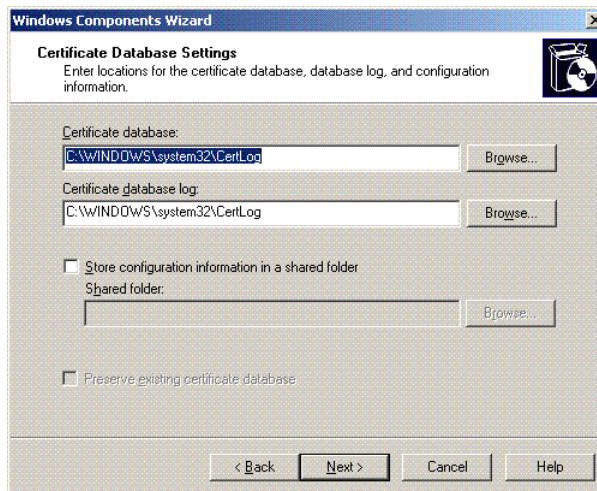 Windows Components Wizard
Certificate Database Settings
Enter locations for the certificate database, database log, and configuration
information.
Certificate database:
C:\WINDOWS\system32\CertLog
Browse...
Certificate database log:
C:\WINDOWS\system32\CertLog
Browse...
Store configuration information in a shared folder
Shared folder:
Browse...
Preserve existing certificate database
< Back
Next >
Cancel
Help